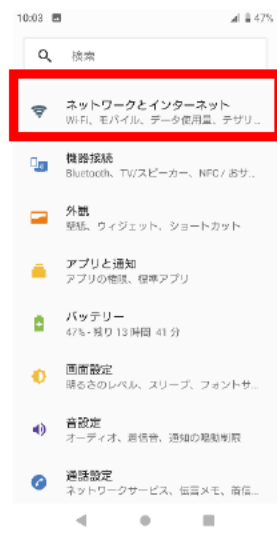 10:03
47%
検索
ネットワークとインターネット
Wi-Fi、モバイル、データ使用量、テザリ...
機器接続
Bluetooth、TV/スピーカー、NFC / おサ...
外観
壁紙、ウィジェット、ショートカット
アプリと通知
アプリの権限、標準アプリ
バッテリー
47% - 残り 13 時間 41 分
画面設定
明るさのレベル、スリープ、フォントサ...
音設定
オーディオ、着信音、通知の鳴動制限
通話設定
ネットワークサービス、伝言メモ、着信...